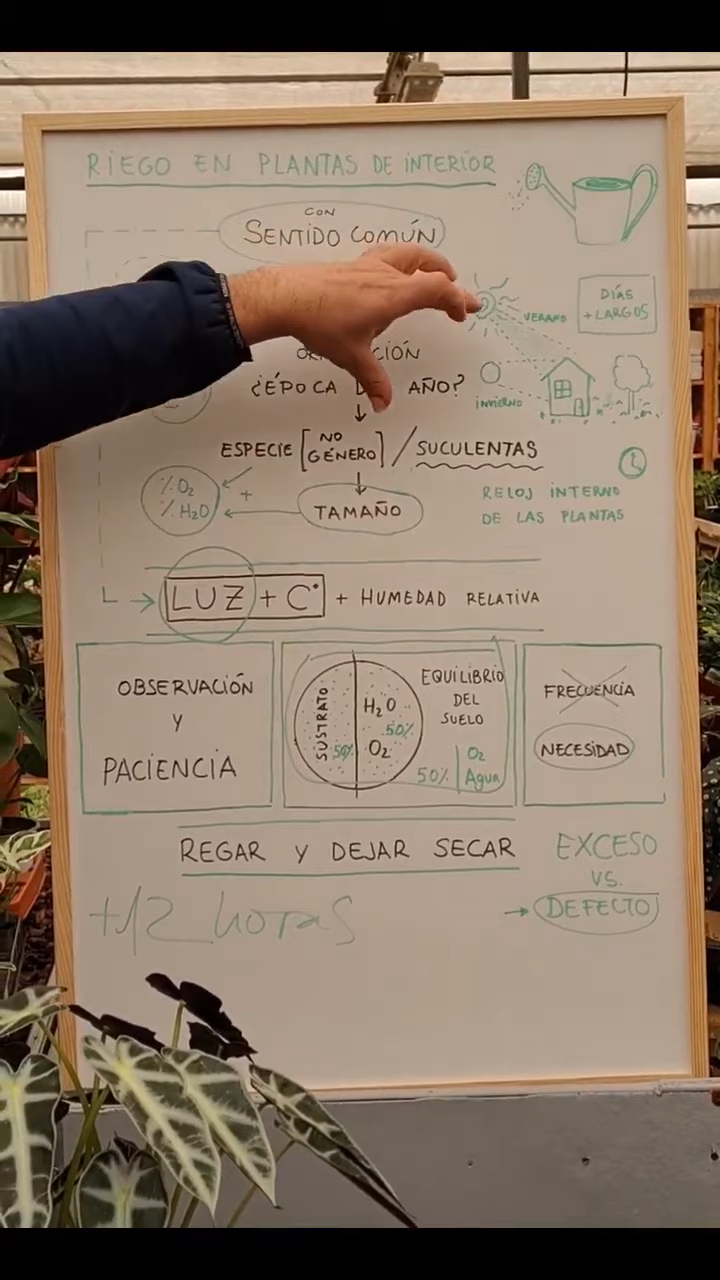 RIEGO EN PLANTAS DE INTERIOR
CON
SENTIDO COMÚN
VERANO
DÍAS
+LARGOS
¿ÉPOCA D AÑO?
INVIERNO
ESPECIE [NO GÉNERO] / SUCULENTAS
% O₂
% H₂O
+
TAMAÑO
RELOJ INTERNO
DE LAS PLANTAS
LUZ + C° + HUMEDAD RELATIVA
OBSERVACIÓN
Y
PACIENCIA
SUSTRATO
50%
H₂O
50%
O₂
EQUILIBRIO
DEL
SUELO
50% | O₂
Agua
FRECUENCIA
NECESIDAD
REGAR Y DEJAR SECAR
EXCESO
VS.
DEFECTO
+12 horas